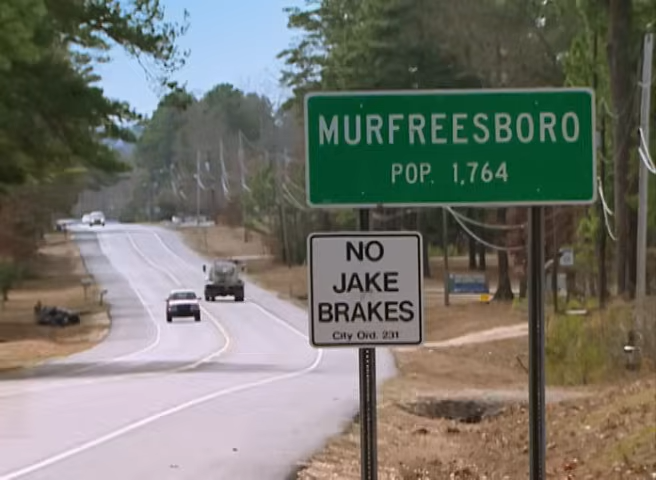 MURFREESBORO
POP. 1,764
NO
JAKE
BRAKES
City Ord. 231